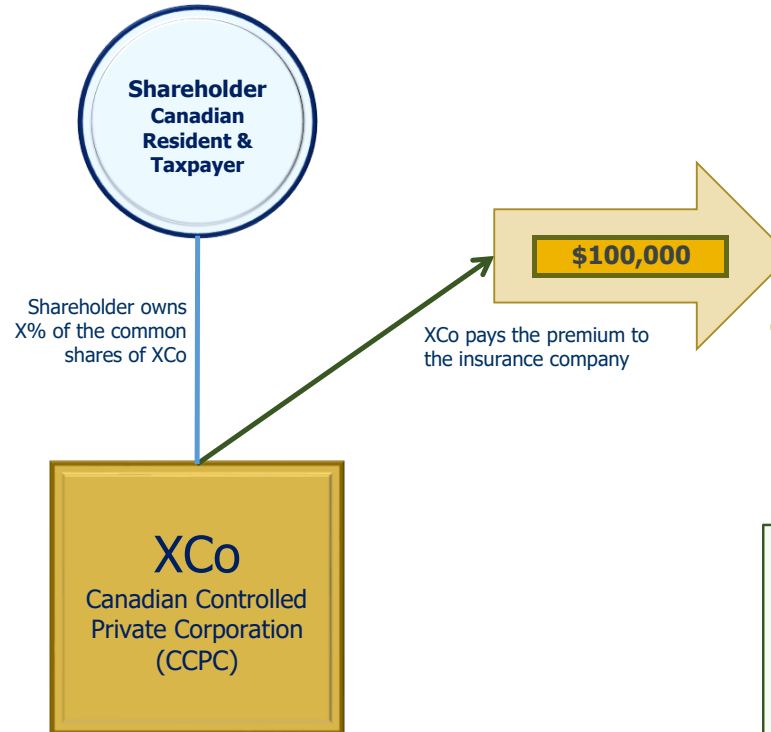 Shareholder
Canadian
Resident &
Taxpayer
$100,000
Shareholder owns
X% of the common
shares of XCo
XCo pays the premium to
the insurance company
XCo
Canadian Controlled
Private Corporation
(CCPC)